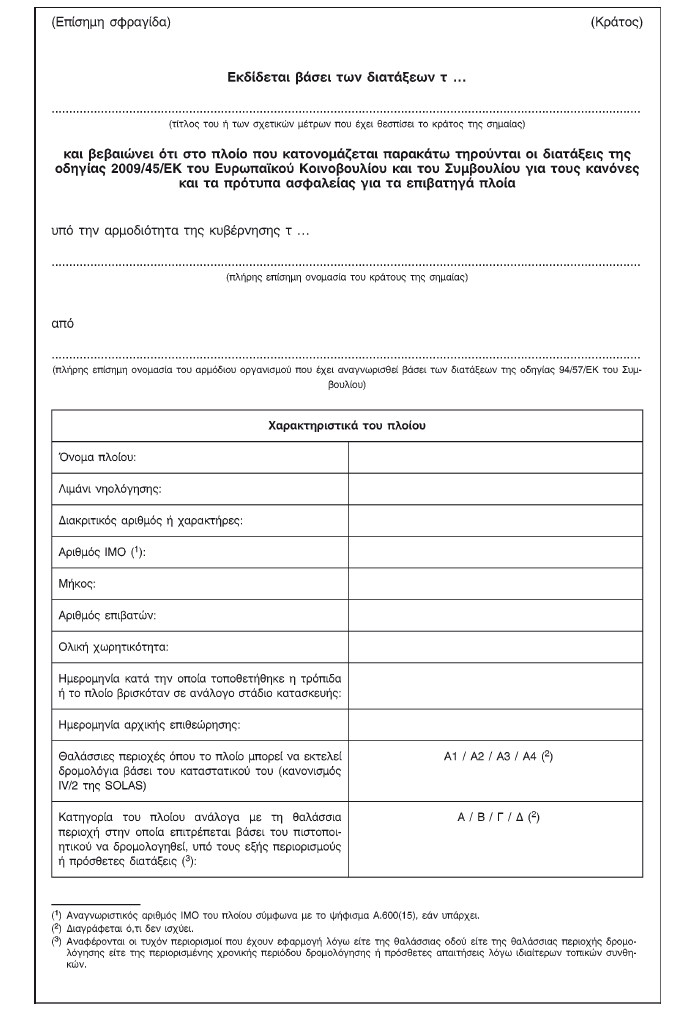 (Επίσημη σφραγίδα) (Κράτος)
Εκδίδεται βάσει των διατάξεων τ …
(τίτλος του ή των σχετικών μέτρων που έχει θεσπίσει το κράτος της σημαίας)
και βεβαιώνει ότι στο πλοίο που κατονομάζεται παρακάτω τηρούνται οι διατάξεις της
οδηγίας 2009/45/ΕΚ του Ευρωπαϊκού Κοινοβουλίου και του Συμβουλίου για τους κανόνες
και τα πρότυπα ασφαλείας για τα επιβατηγά πλοία
υπό την αρμοδιότητα της κυβέρνησης τ …
(πλήρης επίσημη ονομασία του κράτους της σημαίας)
από
(πλήρης επίσημη ονομασία του αρμόδιου οργανισμού που έχει αναγνωρισθεί βάσει των διατάξεων της οδηγίας 94/57/ΕΚ του Συμ-
βουλίου)
Χαρακτηριστικά του πλοίου
Όνομα πλοίου:
Λιμάνι νηολόγησης:
Διακριτικός αριθμός ή χαρακτήρες:
Αριθμός ΙΜΟ (1):
Μήκος:
Αριθμός επιβατών:
Ολική χωρητικότητα:
Ημερομηνία κατά την οποία τοποθετήθηκε η τρόπιδα
ή το πλοίο βρισκόταν σε ανάλογο στάδιο κατασκευής:
Ημερομηνία αρχικής επιθεώρησης:
Θαλάσσιες περιοχές όπου το πλοίο μπορεί να εκτελεί
δρομολόγια βάσει του καταστατικού του (κανονισμός
IV/2 της SOLAS)
Α1 / Α2 / Α3 / Α4 (2)
Κατηγορία του πλοίου ανάλογα με τη θαλάσσια
περιοχή στην οποία επιτρέπεται βάσει του πιστοποι-
ητικού να δρομολογηθεί, υπό τους εξής περιορισμούς
ή πρόσθετες διατάξεις (3):
Α / Β / Γ / Δ (2)
(1) Αναγνωριστικός αριθμός ΙΜΟ του πλοίου σύμφωνα με το ψήφισμα Α.600(15), εάν υπάρχει.
(2) Διαγράφεται ό,τι δεν ισχύει.
(3) Αναφέρονται οι τυχόν περιορισμοί που έχουν εφαρμογή λόγω είτε της θαλάσσιας οδού είτε της θαλάσσιας περιοχής δρομο-
λόγησης είτε της περιορισμένης χρονικής περιόδου δρομολόγησης ή πρόσθετες απαιτήσεις λόγω ιδιαίτερων τοπικών συνθη-
κών.